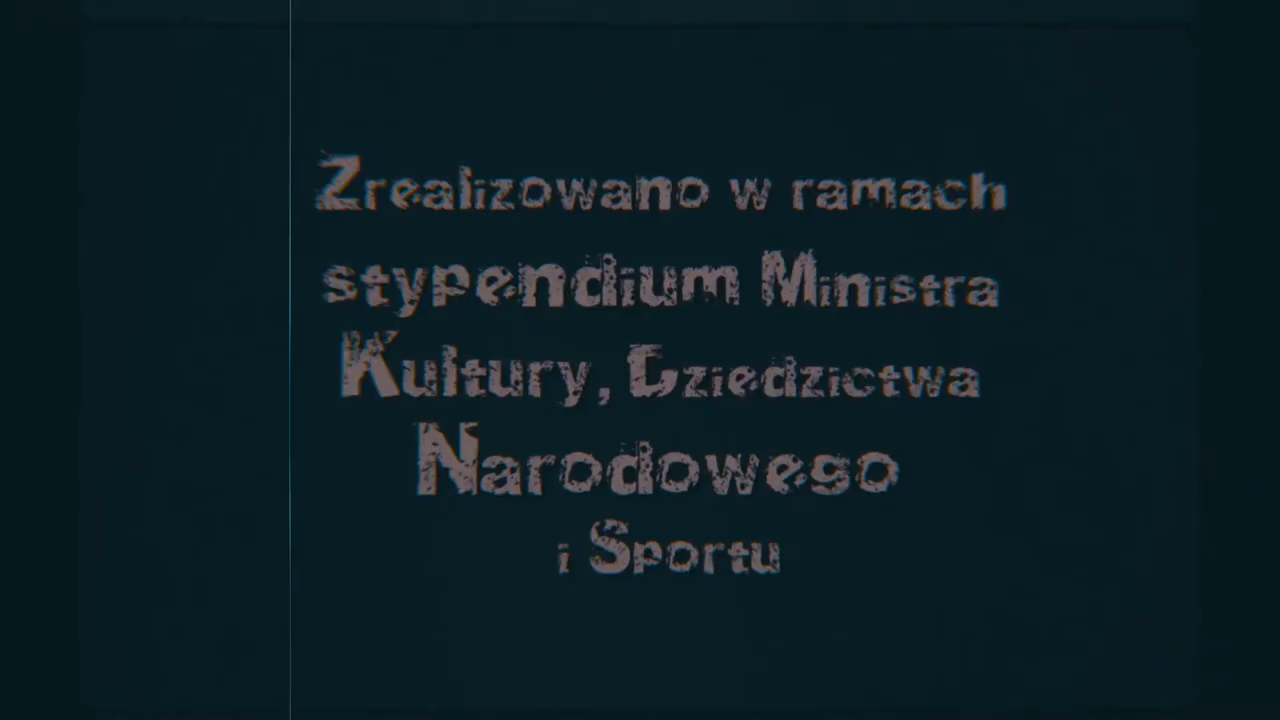 Zrealizowano w ramach
stypendium Ministra
Kultury, Dziedzictwa
Narodowego
i Sportu